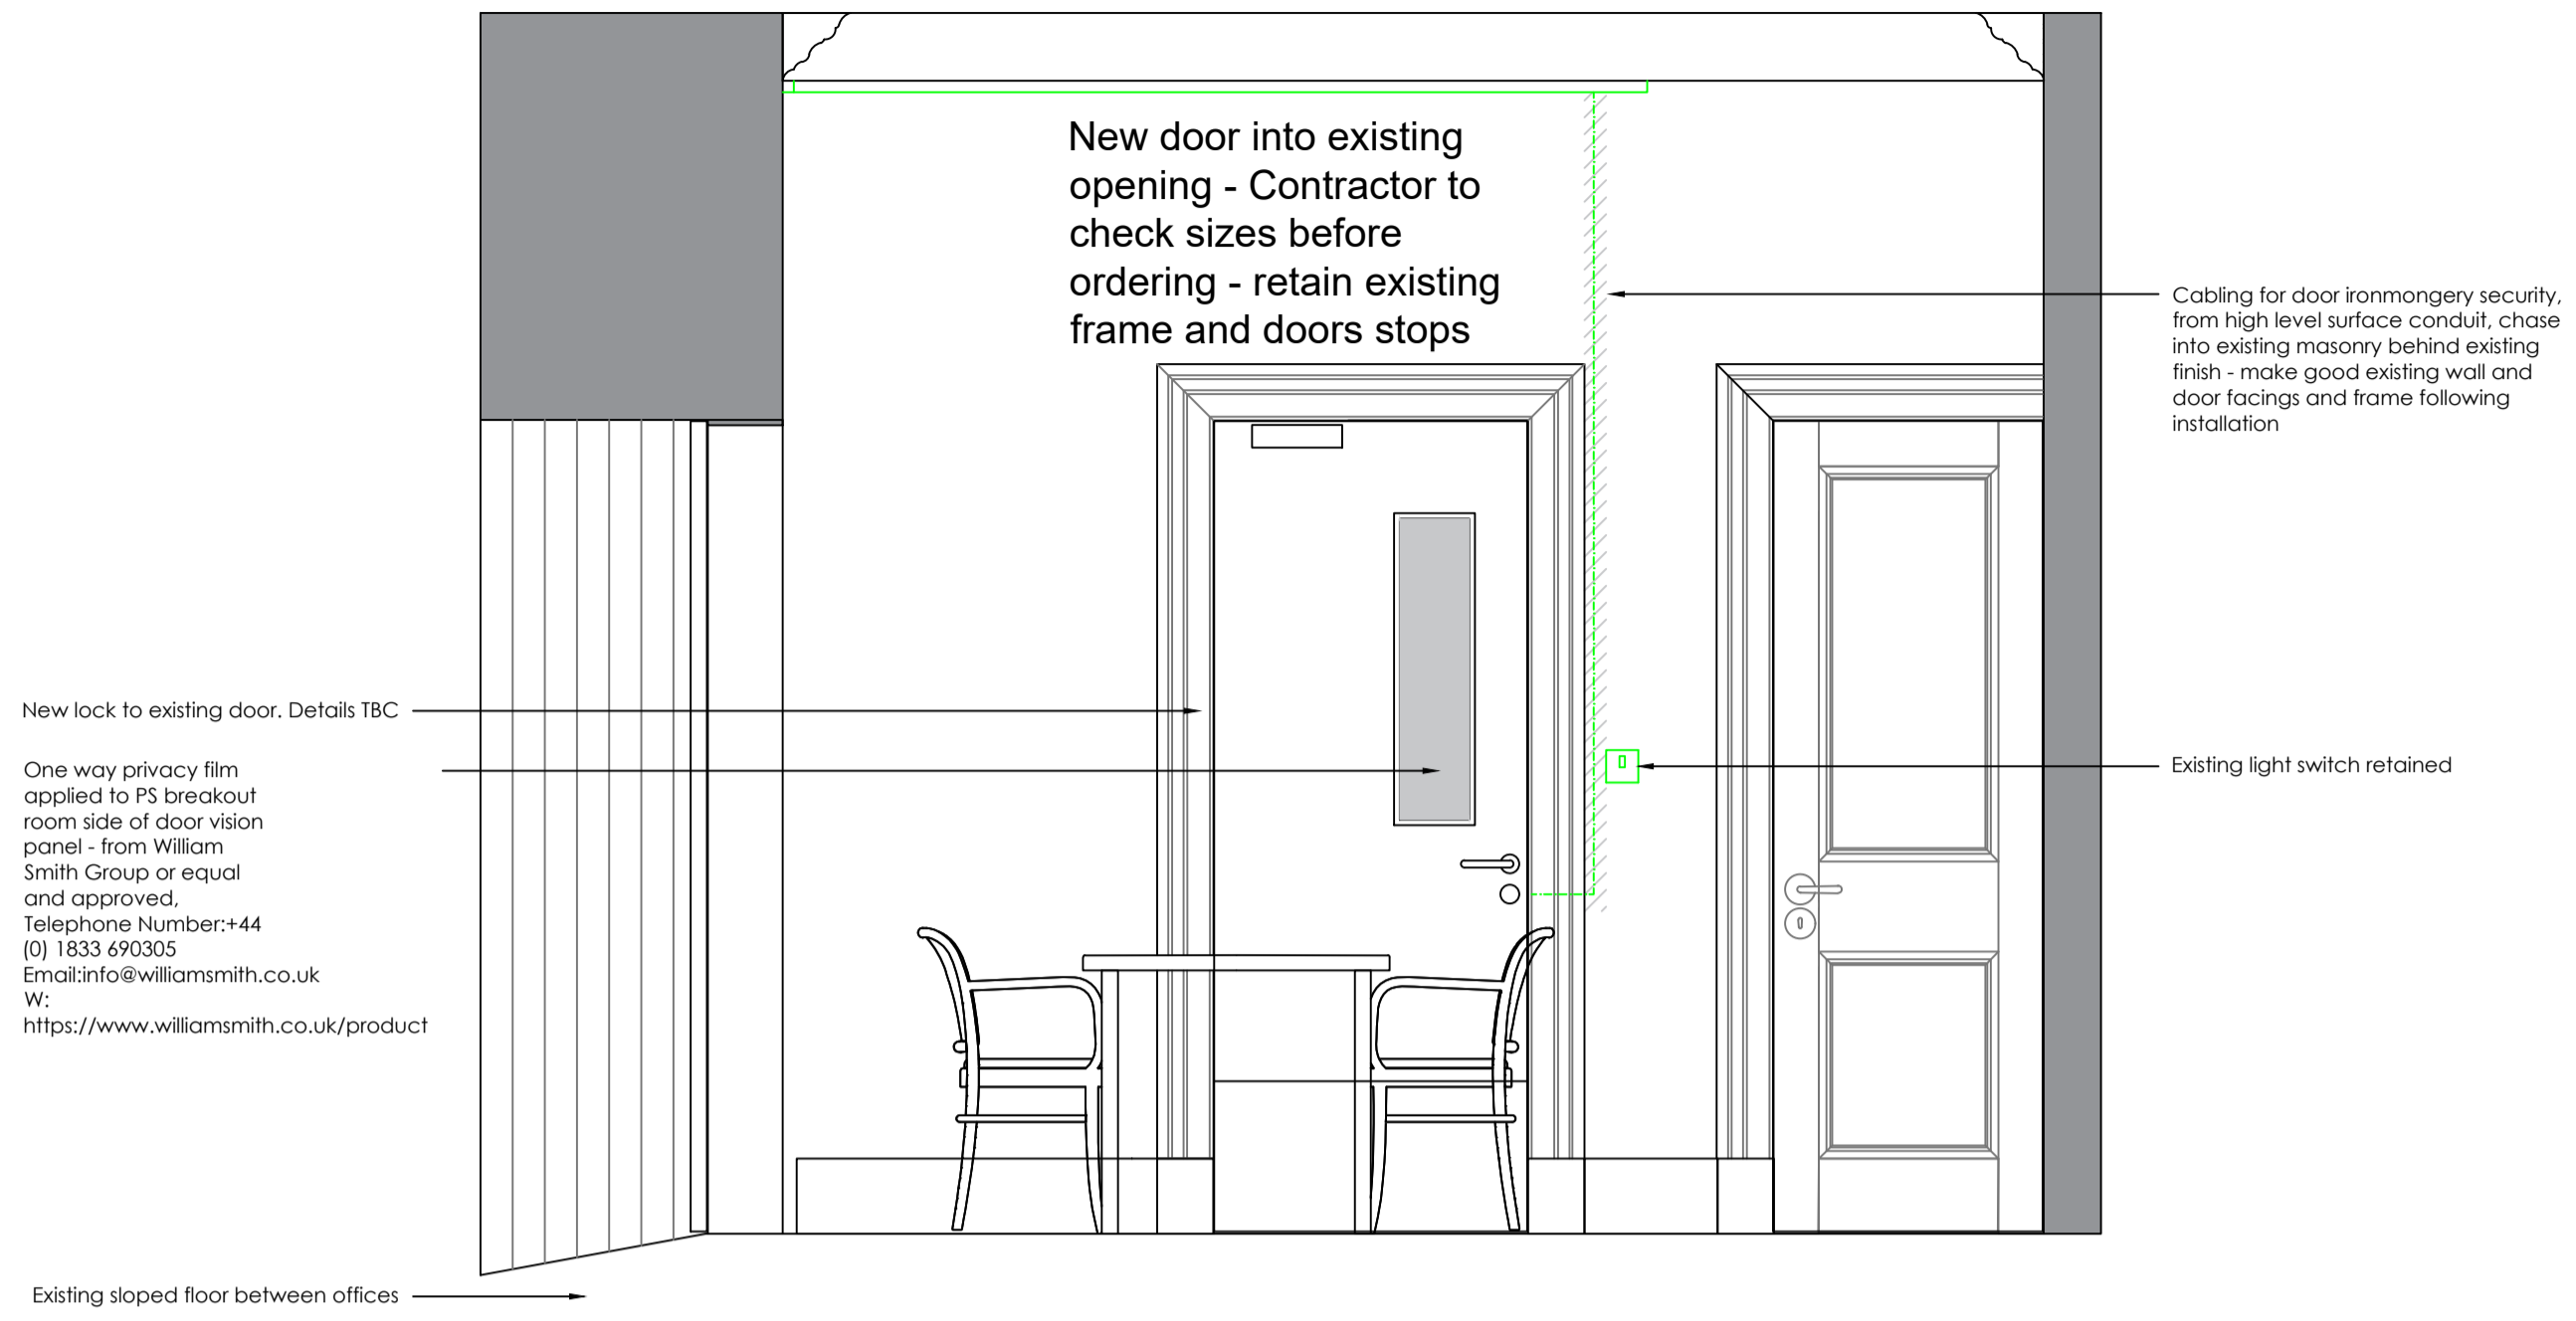 New door into existing
opening - Contractor to
check sizes before
ordering - retain existing
frame and doors stops
Cabling for door ironmongery security,
from high level surface conduit, chase
into existing masonry behind existing
finish - make good existing wall and
door facings and frame following
installation
New lock to existing door. Details TBC
One way privacy film
applied to PS breakout
room side of door vision
panel - from William
Smith Group or equal
and approved,
Telephone Number:+44
(0) 1833 690305
Email:info@williamsmith.co.uk
W:
https://www.williamsmith.co.uk/product
Existing light switch retained
Existing sloped floor between offices